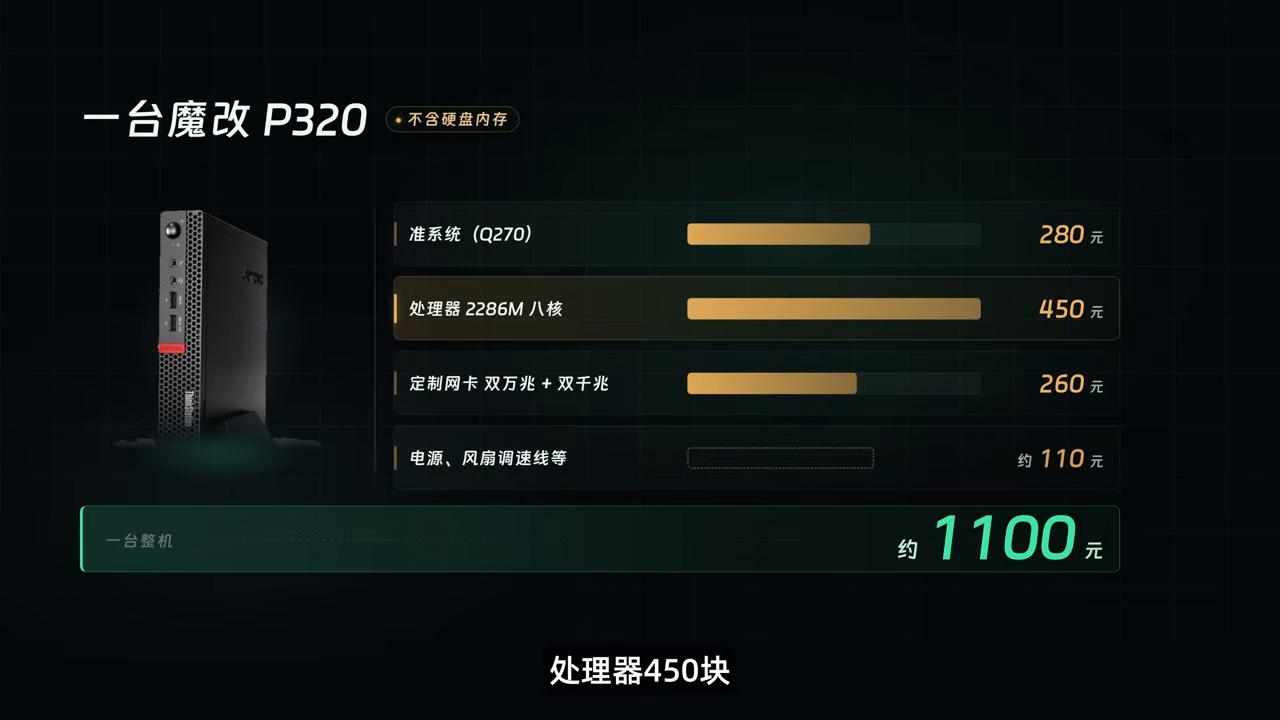 一台魔改 P320
不含硬盘内存
准系统（Q270）
280 元
处理器 2286M 八核
450 元
定制网卡 双万兆 + 双千兆
260 元
电源、风扇调速线等
约 110 元
一台整机
约 1100 元
处理器450块